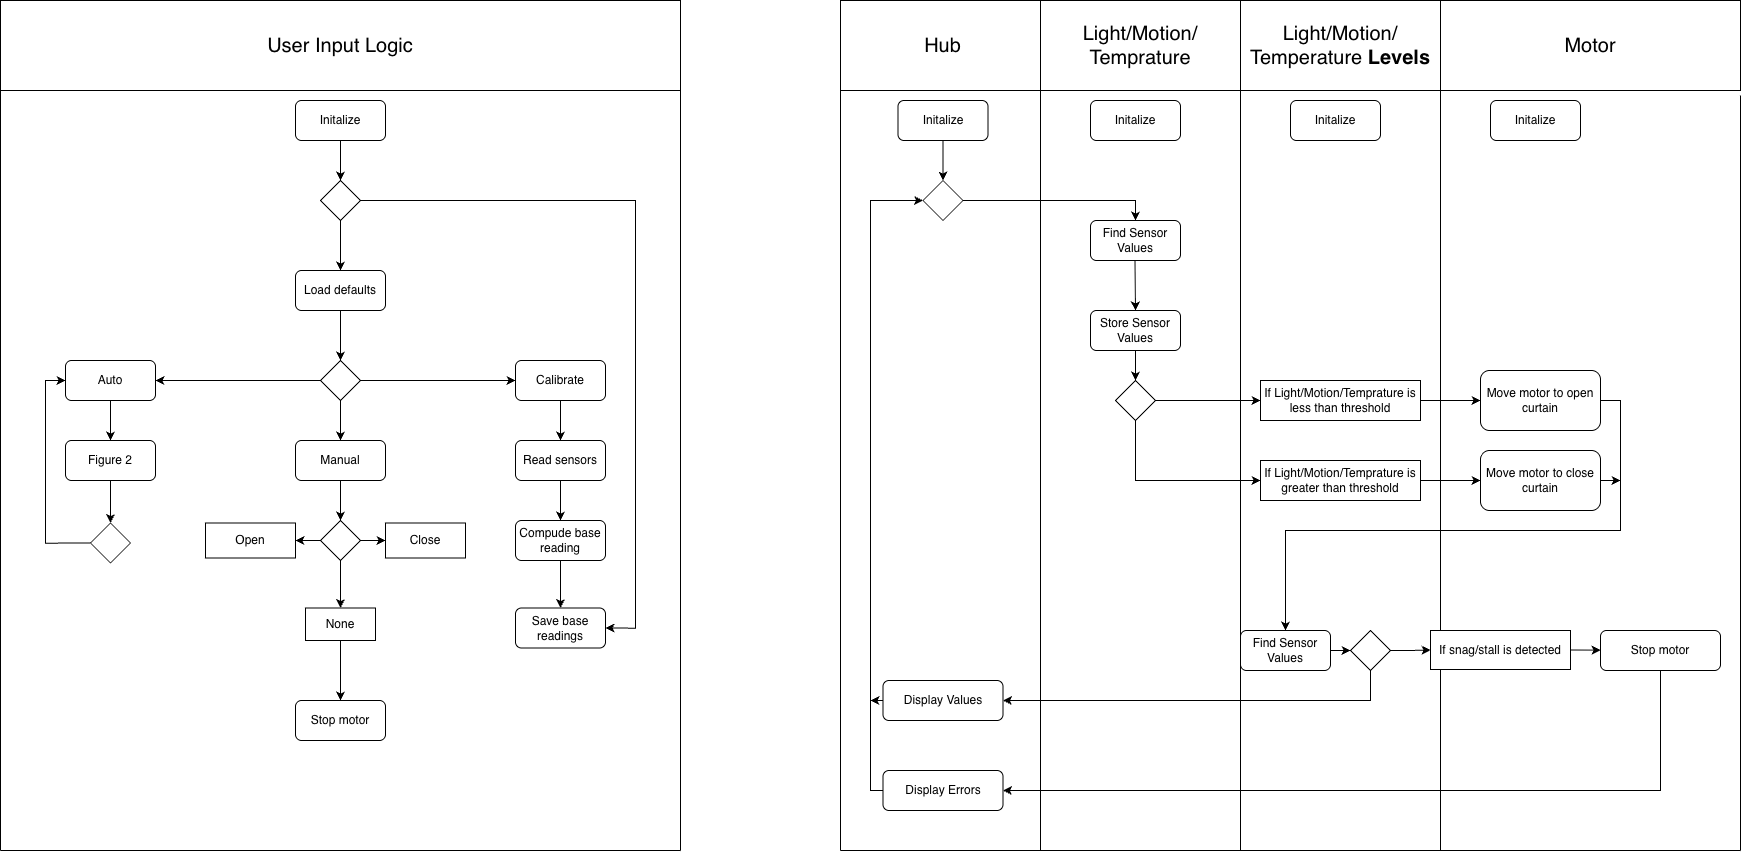 User Input Logic
Initalize
Load defaults
Auto
Calibrate
Figure 2
Manual
Read sensors
Open
Close
Compude base
reading
None
Save base
readings
Stop motor
Hub
Light/Motion/
Temprature
Light/Motion/
Temperature Levels
Motor
Initalize
Initalize
Initalize
Initalize
Find Sensor
Values
Store Sensor
Values
If Light/Motion/Temprature is
less than threshold
Move motor to open
curtain
If Light/Motion/Temprature is
greater than threshold
Move motor to close
curtain
Find Sensor
Values
If snag/stall is detected
Stop motor
Display Values
Display Errors